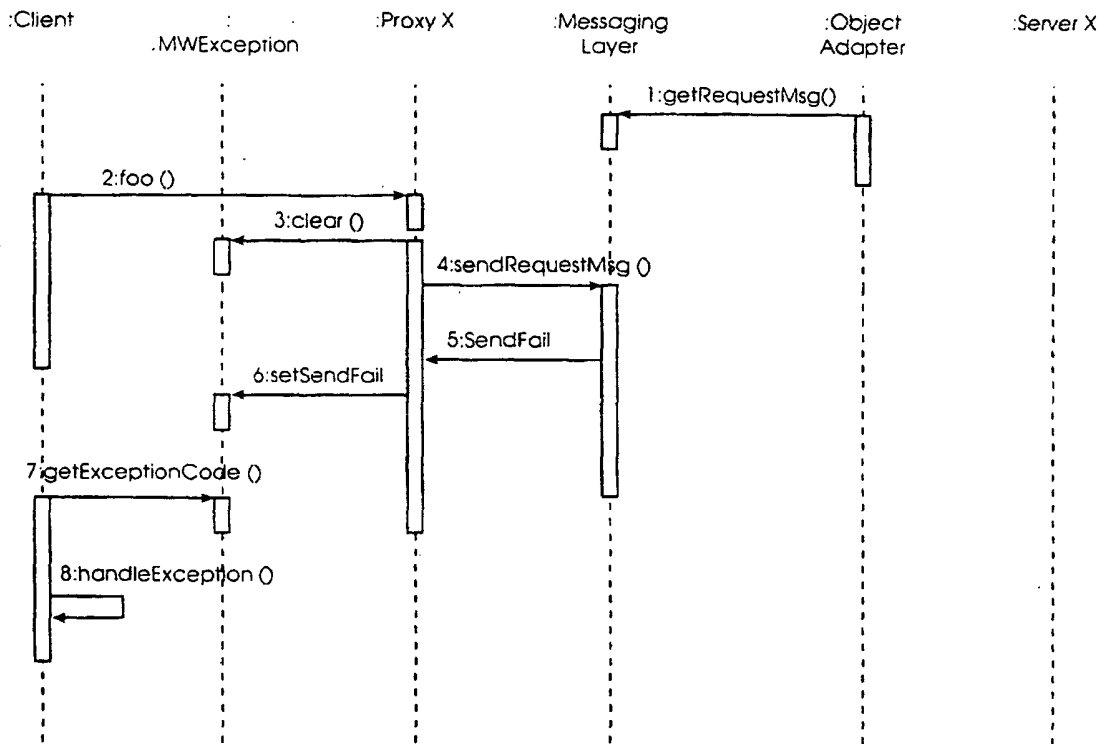 :Client
:
.MWException
:Proxy X
:Messaging
Layer
:Object
Adapter
:Server X
1:getRequestMsg()
2:foo ()
3:clear ()
4:sendRequestMsg ()
5:SendFail
6:setSendFail
7:getExceptionCode ()
8:handleException ()